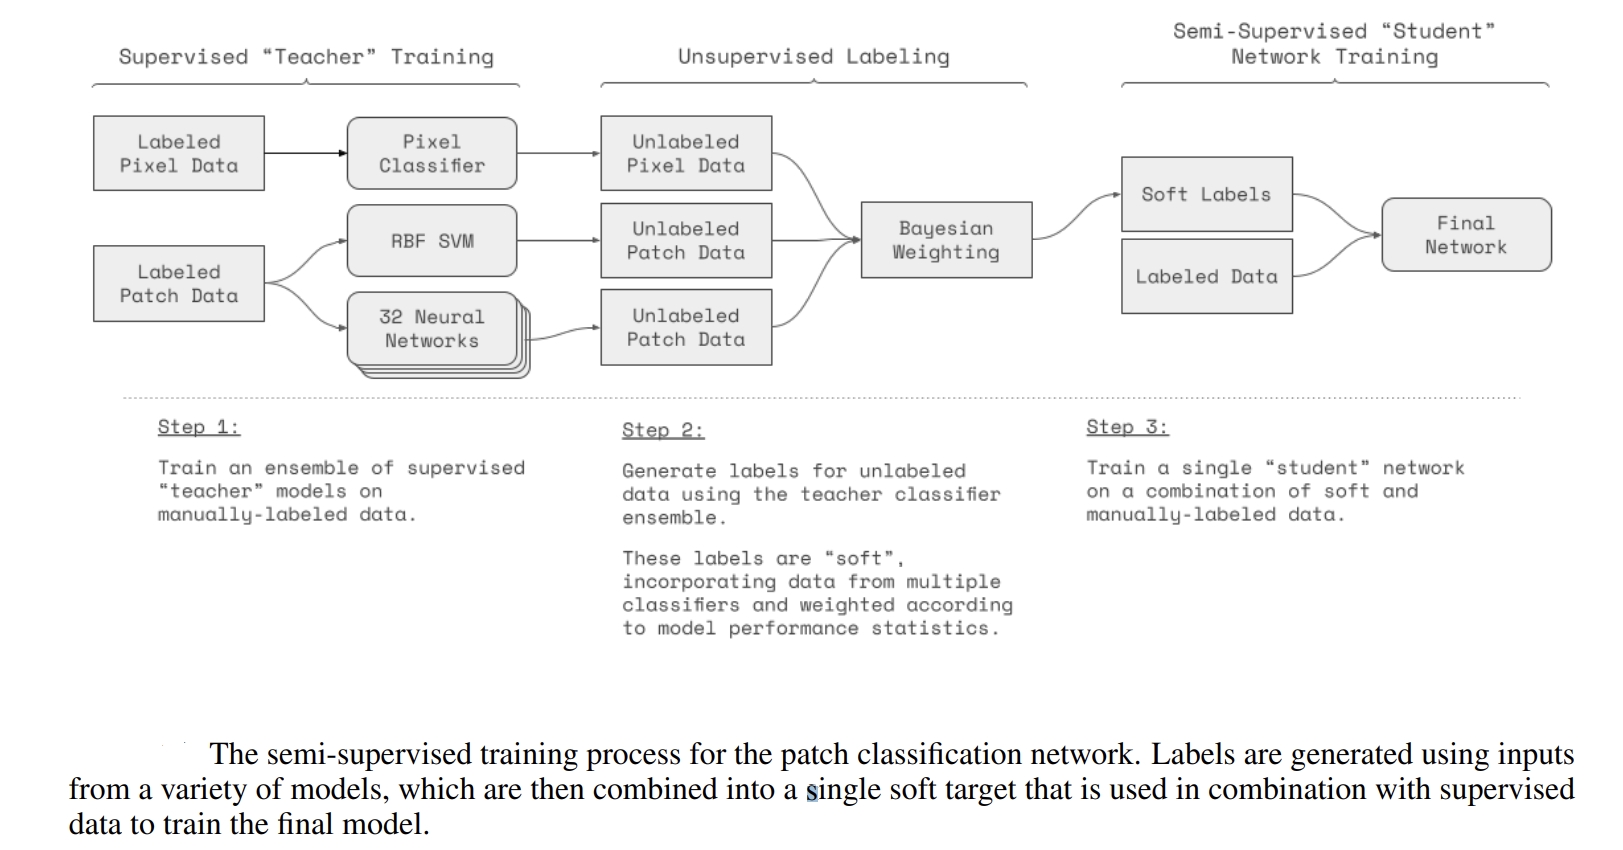 Supervised “Teacher” Training
Unsupervised Labeling
Semi-Supervised “Student”
Network Training
Labeled
Pixel Data
Pixel
Classifier
Unlabeled
Pixel Data
Labeled
Patch Data
RBF SVM
Unlabeled
Patch Data
32 Neural
Networks
Unlabeled
Patch Data
Bayesian
Weighting
Soft Labels
Labeled Data
Final
Network
Step 1:
Train an ensemble of supervised
“teacher” models on
manually-labeled data.
Step 2:
Generate labels for unlabeled
data using the teacher classifier
ensemble.
These labels are “soft”,
incorporating data from multiple
classifiers and weighted according
to model performance statistics.
Step 3:
Train a single “student” network
on a combination of soft and
manually-labeled data.
The semi-supervised training process for the patch classification network. Labels are generated using inputs
from a variety of models, which are then combined into a single soft target that is used in combination with supervised
data to train the final model.